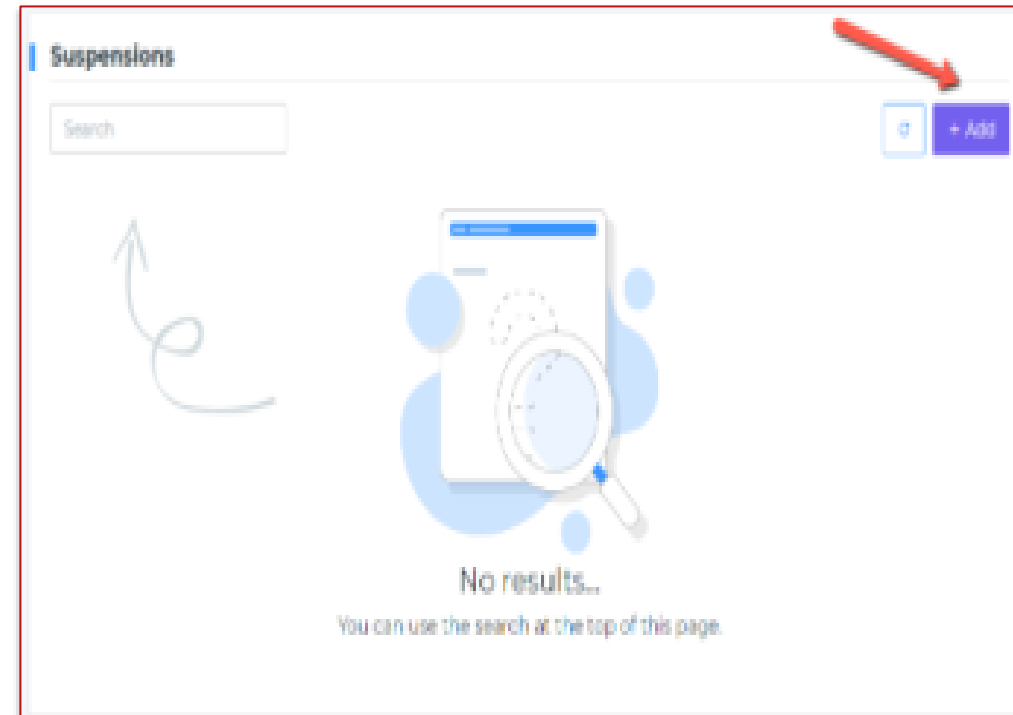 Suspensions
Search
+ Add
No results...
You can use the search at the top of this page.